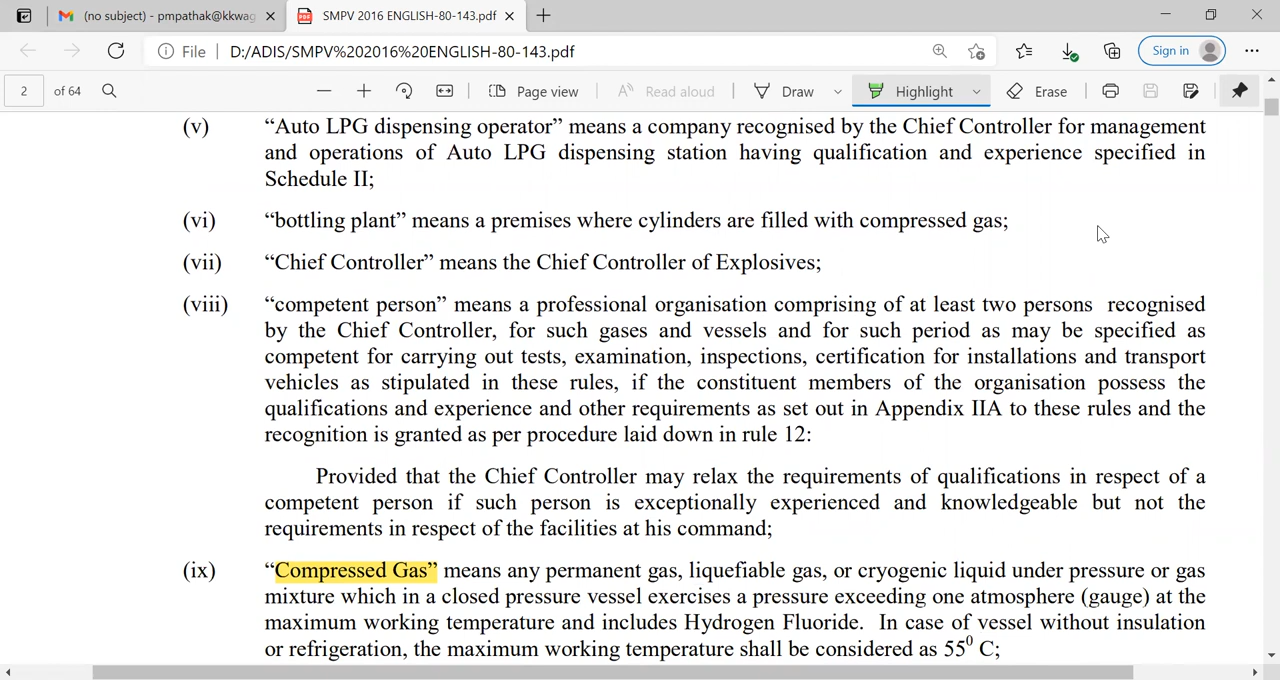 (no subject) - pmpathak@kkwag
SMPV 2016 ENGLISH-80-143.pdf
File
D:/ADIS/SMPV%202016%20ENGLISH-80-143.pdf
Sign in
2 of 64
Page view
Read aloud
Draw
Highlight
Erase
(v) “Auto LPG dispensing operator” means a company recognised by the Chief Controller for management
and operations of Auto LPG dispensing station having qualification and experience specified in
Schedule II;
(vi) “bottling plant” means a premises where cylinders are filled with compressed gas;
(vii) “Chief Controller” means the Chief Controller of Explosives;
(viii) “competent person” means a professional organisation comprising of at least two persons recognised
by the Chief Controller, for such gases and vessels and for such period as may be specified as
competent for carrying out tests, examination, inspections, certification for installations and transport
vehicles as stipulated in these rules, if the constituent members of the organisation possess the
qualifications and experience and other requirements as set out in Appendix IIA to these rules and the
recognition is granted as per procedure laid down in rule 12:
Provided that the Chief Controller may relax the requirements of qualifications in respect of a
competent person if such person is exceptionally experienced and knowledgeable but not the
requirements in respect of the facilities at his command;
(ix) “Compressed Gas” means any permanent gas, liquefiable gas, or cryogenic liquid under pressure or gas
mixture which in a closed pressure vessel exercises a pressure exceeding one atmosphere (gauge) at the
maximum working temperature and includes Hydrogen Fluoride. In case of vessel without insulation
or refrigeration, the maximum working temperature shall be considered as 55⁰ C;